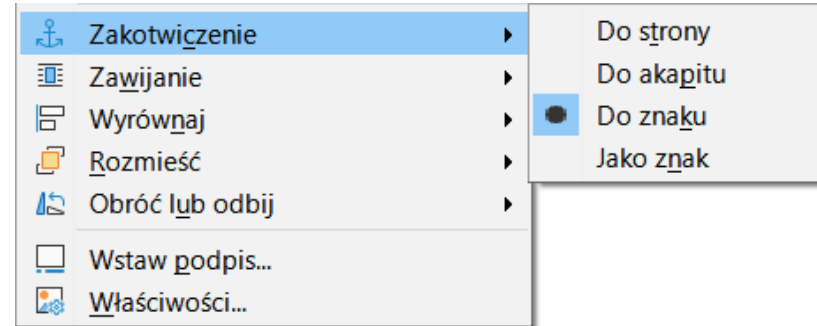 Zakotwiczenie
Zawijanie
Wyrównaj
Rozmieść
Obróć lub odbij
Wstaw podpis...
Właściwości...
Do strony
Do akapitu
Do znaku
Jako znak